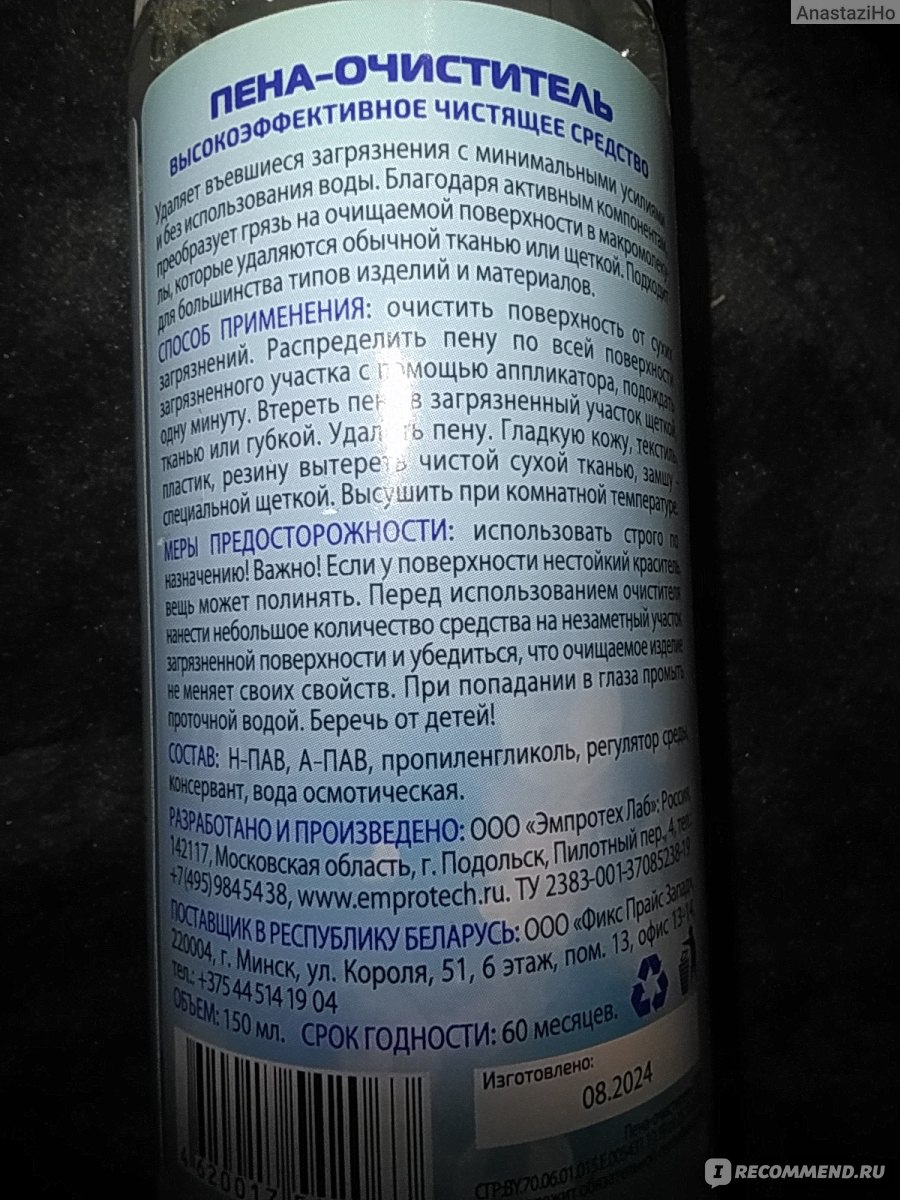 AnastaziHo
ПЕНА-ОЧИСТИТЕЛЬ
ВЫСОКОЭФФЕКТИВНОЕ ЧИСТЯЩЕЕ СРЕДСТВО
Удаляет въевшиеся загрязнения с минимальными усилиями
и без использования воды. Благодаря активным компонентам
преобразует грязь на очищаемой поверхности в макромолеку-
лы, которые удаляются обычной тканью или щеткой. Подходит
для большинства типов изделий и материалов.
СПОСОБ ПРИМЕНЕНИЯ: очистить поверхность от сухих
загрязнений. Распределить пену по всей поверхности
загрязненного участка с помощью аппликатора, подождать
одну минуту. Втереть пену в загрязненный участок щеткой,
тканью или губкой. Удалить пену. Гладкую кожу, текстиль,
пластик, резину вытереть чистой сухой тканью, замшу -
специальной щеткой. Высушить при комнатной температуре.
МЕРЫ ПРЕДОСТОРОЖНОСТИ: использовать строго по
назначению! Важно! Если у поверхности нестойкий краситель,
вещь может полинять. Перед использованием очистителя
нанести небольшое количество средства на незаметный участок
загрязненной поверхности и убедиться, что очищаемое изделие
не меняет своих свойств. При попадании в глаза промыть
проточной водой. Беречь от детей!
СОСТАВ: Н-ПАВ, А-ПАВ, пропиленгликоль, регулятор среды,
консервант, вода осмотическая.
РАЗРАБОТАНО И ПРОИЗВЕДЕНО: ООО «Эмпротех Лаб»: Россия,
142117, Московская область, г. Подольск, Пилотный пер., 4, тел.:
+7(495)9845438, www.emprotech.ru. ТУ 2383-001-37085238-19
ПОСТАВЩИК В РЕСПУБЛИКУ БЕЛАРУСЬ: ООО «Фикс Прайс Запад»,
220004, г. Минск, ул. Короля, 51, 6 этаж, пом. 13, офис 13-14,
тел.: +375 44 514 19 04
ОБЪЕМ: 150 мл. СРОК ГОДНОСТИ: 60 месяцев.
Изготовлено:
08.2024
IRECOMMEND.RU